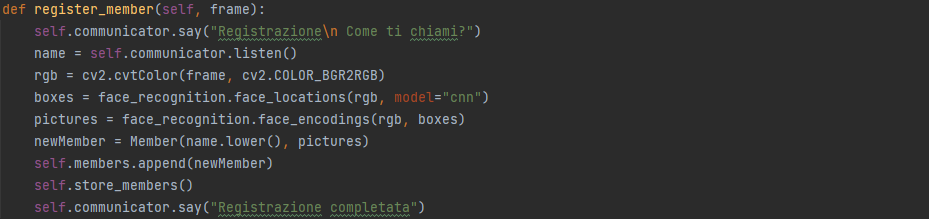 def register_member(self, frame):
    self.communicator.say("Registrazione\n Come ti chiami?")
    name = self.communicator.listen()
    rgb = cv2.cvtColor(frame, cv2.COLOR_BGR2RGB)
    boxes = face_recognition.face_locations(rgb, model="cnn")
    pictures = face_recognition.face_encodings(rgb, boxes)
    newMember = Member(name.lower(), pictures)
    self.members.append(newMember)
    self.store_members()
    self.communicator.say("Registrazione completata")